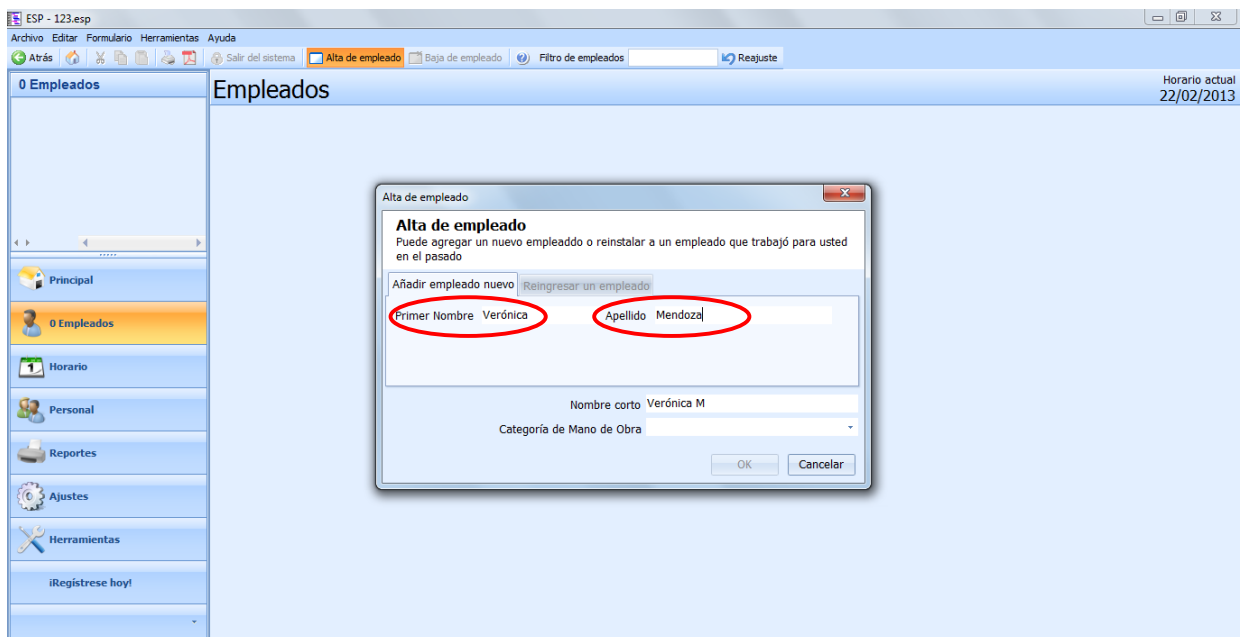 ESP - 123.esp
Archivo Editar Formulario Herramientas Ayuda
Atrás Salir del sistema Alta de empleado Baja de empleado Filtro de empleados Reajuste
0 Empleados
Empleados
Horario actual
22/02/2013
Alta de empleado
Alta de empleado
Puede agregar un nuevo empleaddo o reinstalar a un empleado que trabajó para usted
en el pasado
Añadir empleado nuevo Reingresar un empleado
Primer Nombre Verónica Apellido Mendoza
Nombre corto Verónica M
Categoría de Mano de Obra
OK Cancelar
Principal
0 Empleados
1 Horario
Personal
Reportes
Ajustes
Herramientas
¡Regístrese hoy!